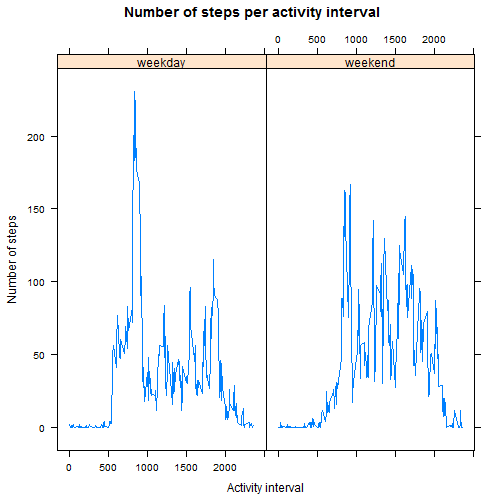 Number of steps per activity interval
0 500 1000 1500 2000
weekday weekend
200
150
100
50
0
Number of steps
0 500 1000 1500 2000
Activity interval